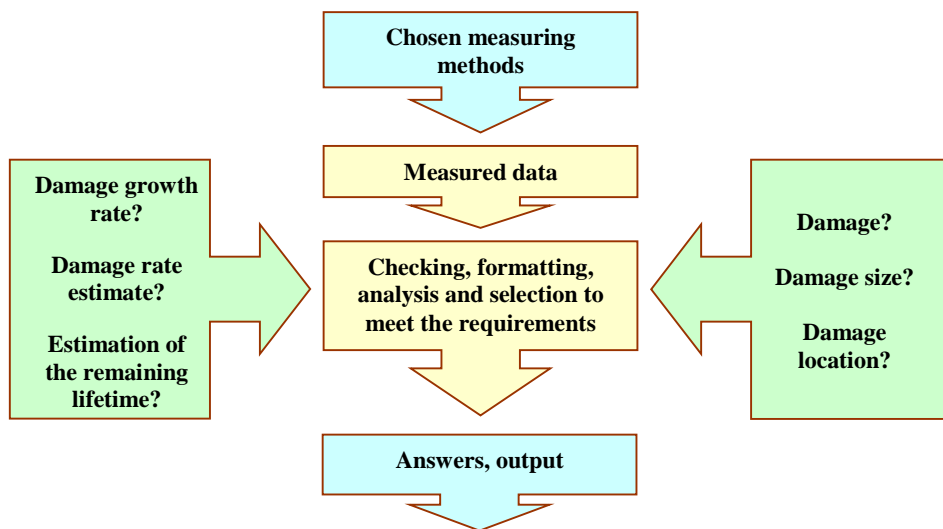 Chosen measuring
methods
Measured data
Damage growth
rate?
Damage rate
estimate?
Estimation of
the remaining
lifetime?
Checking, formatting,
analysis and selection to
meet the requirements
Damage?
Damage size?
Damage
location?
Answers, output